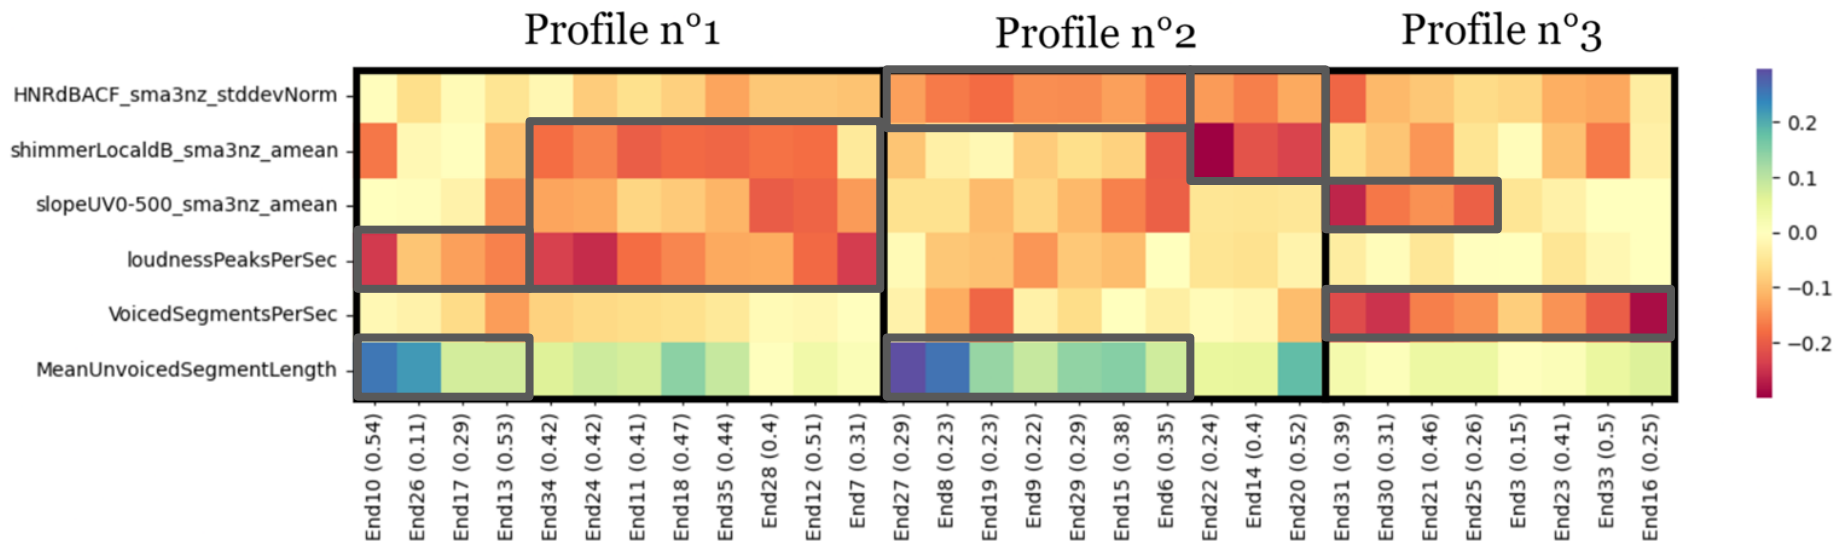 Profile n°1
Profile n°2
Profile n°3
HNRdBACF_sma3nz_stddevNorm
shimmerLocaldB_sma3nz_amean
slopeUV0-500_sma3nz_amean
loudnessPeaksPerSec
VoicedSegmentsPerSec
MeanUnvoicedSegmentLength
0.2
0.1
0.0
−0.1
−0.2
End10 (0.54)
End26 (0.11)
End17 (0.29)
End13 (0.53)
End34 (0.42)
End24 (0.42)
End11 (0.41)
End18 (0.47)
End35 (0.44)
End28 (0.4)
End12 (0.51)
End7 (0.31)
End27 (0.29)
End8 (0.23)
End19 (0.23)
End9 (0.22)
End29 (0.29)
End15 (0.38)
End6 (0.35)
End22 (0.24)
End14 (0.4)
End20 (0.52)
End31 (0.39)
End30 (0.31)
End21 (0.46)
End25 (0.26)
End3 (0.15)
End23 (0.41)
End33 (0.5)
End16 (0.25)